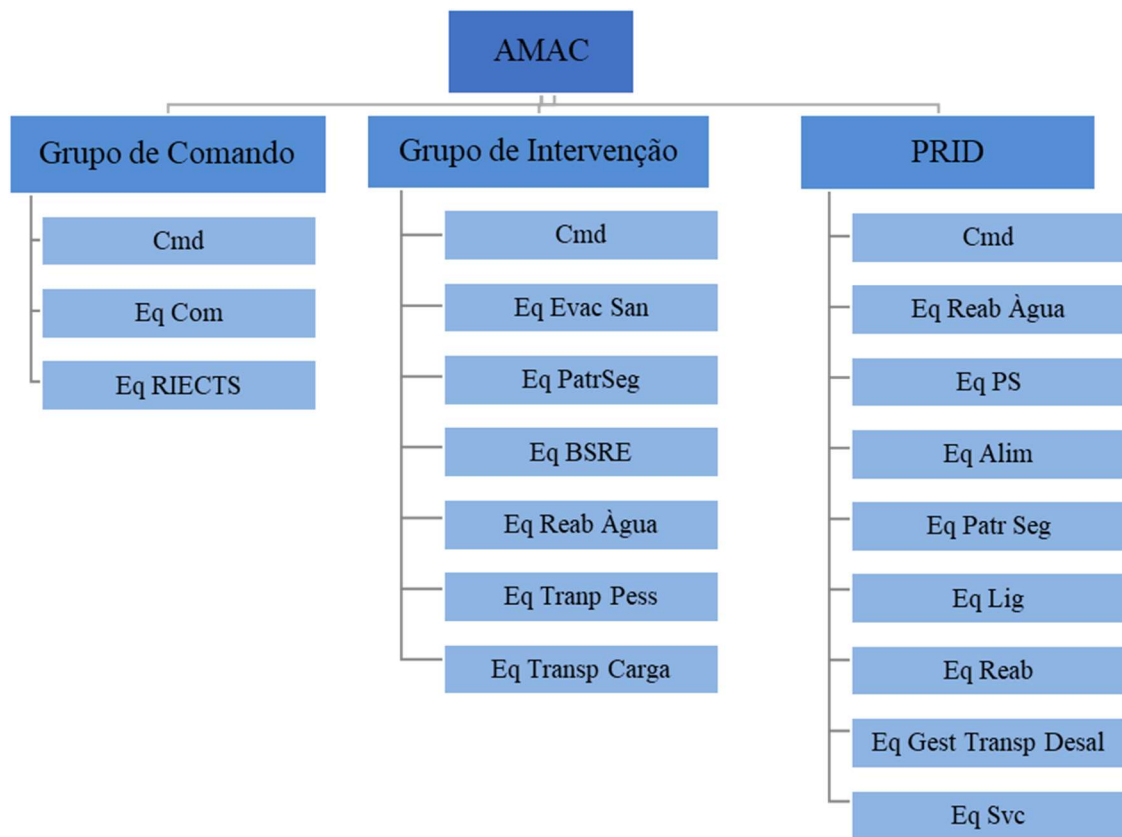 AMAC
Grupo de Comando
Cmd
Eq Com
Eq RIECTS
Grupo de Intervenção
Cmd
Eq Evac San
Eq PatrSeg
Eq BSRE
Eq Reab Àgua
Eq Tranp Pess
Eq Transp Carga
PRID
Cmd
Eq Reab Àgua
Eq PS
Eq Alim
Eq Patr Seg
Eq Lig
Eq Reab
Eq Gest Transp Desal
Eq Svc